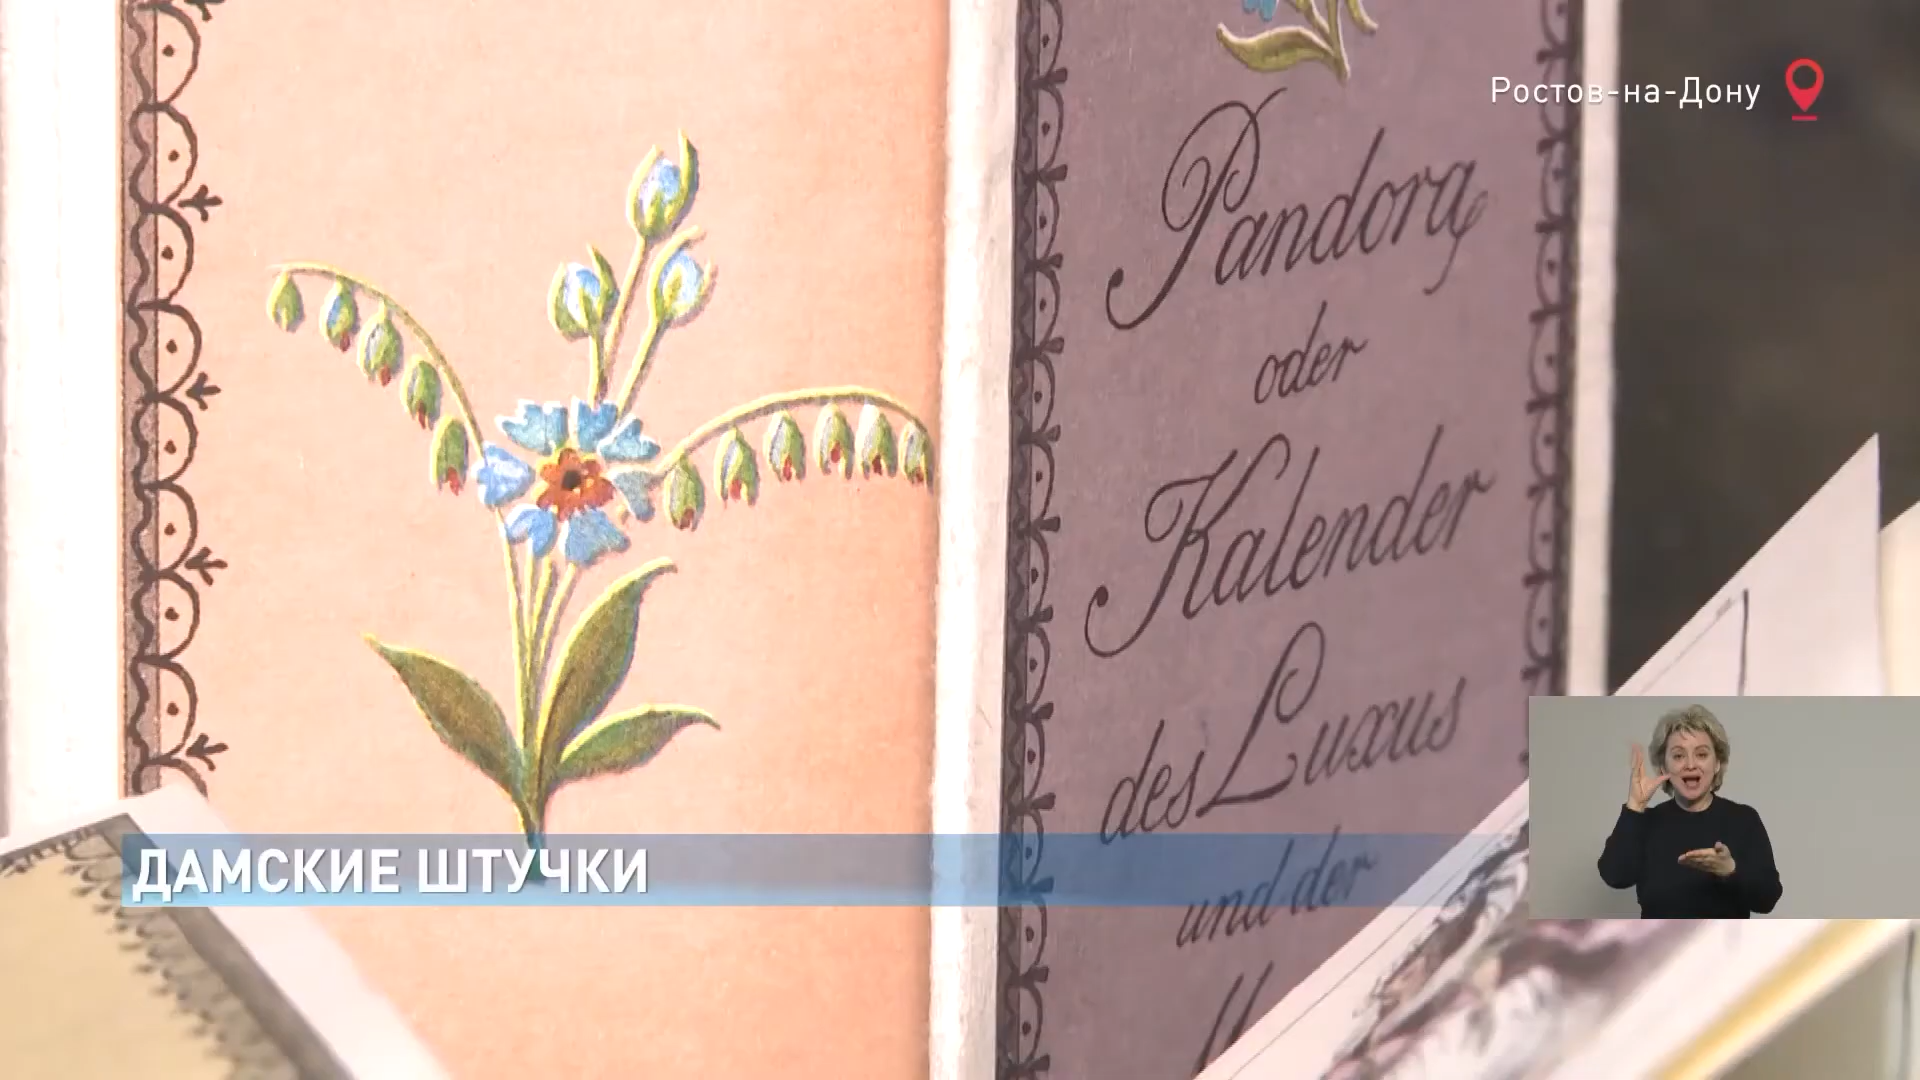 Ростов-на-Дону
Pandora
oder
Kalender
des Luxus
und der
ДАМСКИЕ ШТУЧКИ